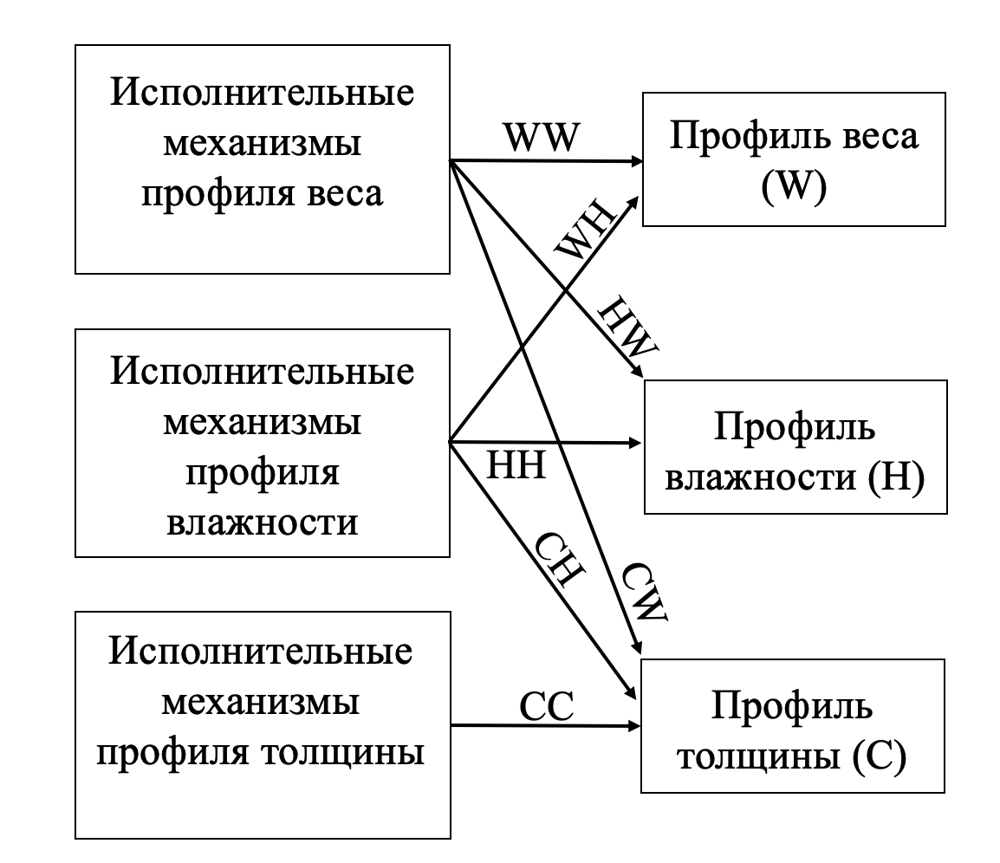 Исполнительные
механизмы
профиля веса
WW
Профиль веса
(W)
WH
HW
Исполнительные
механизмы
профиля
влажности
HH
Профиль
влажности (H)
CH
CW
Исполнительные
механизмы
профиля толщины
CC
Профиль
толщины (C)